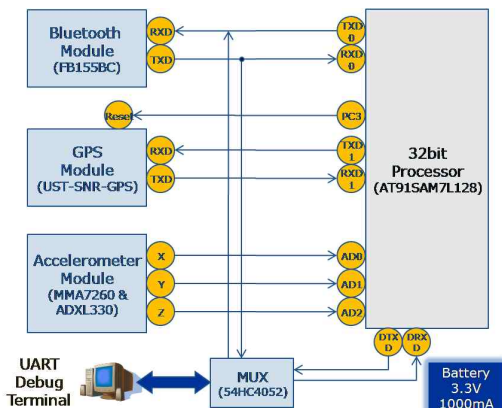 Bluetooth
Module
(FB155BC)
RXD
TXD
TXD
0
RXD
0
Reset
PC3
GPS
Module
(UST-SNR-GPS)
RXD
TXD
TXD
1
RXD
1
32bit
Processor
(AT91SAM7L128)
Accelerometer
Module
(MMA7260 &
ADXL330)
X
Y
Z
AD0
AD1
AD2
DTX
D
DRX
D
UART
Debug
Terminal
MUX
(54HC4052)
Battery
3.3V
1000mA